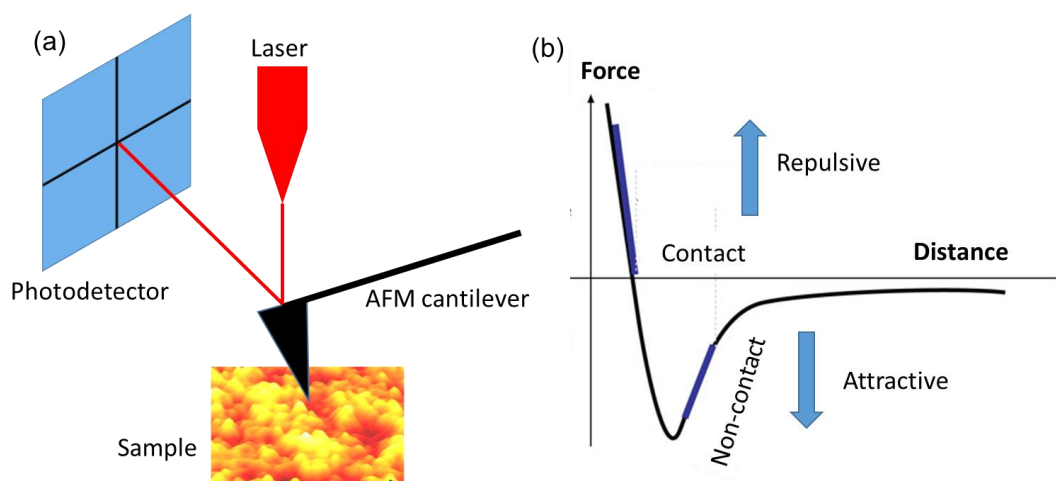 (a)
Laser
Photodetector
AFM cantilever
Sample
(b)
Force
Repulsive
Contact
Distance
Non-contact
Attractive